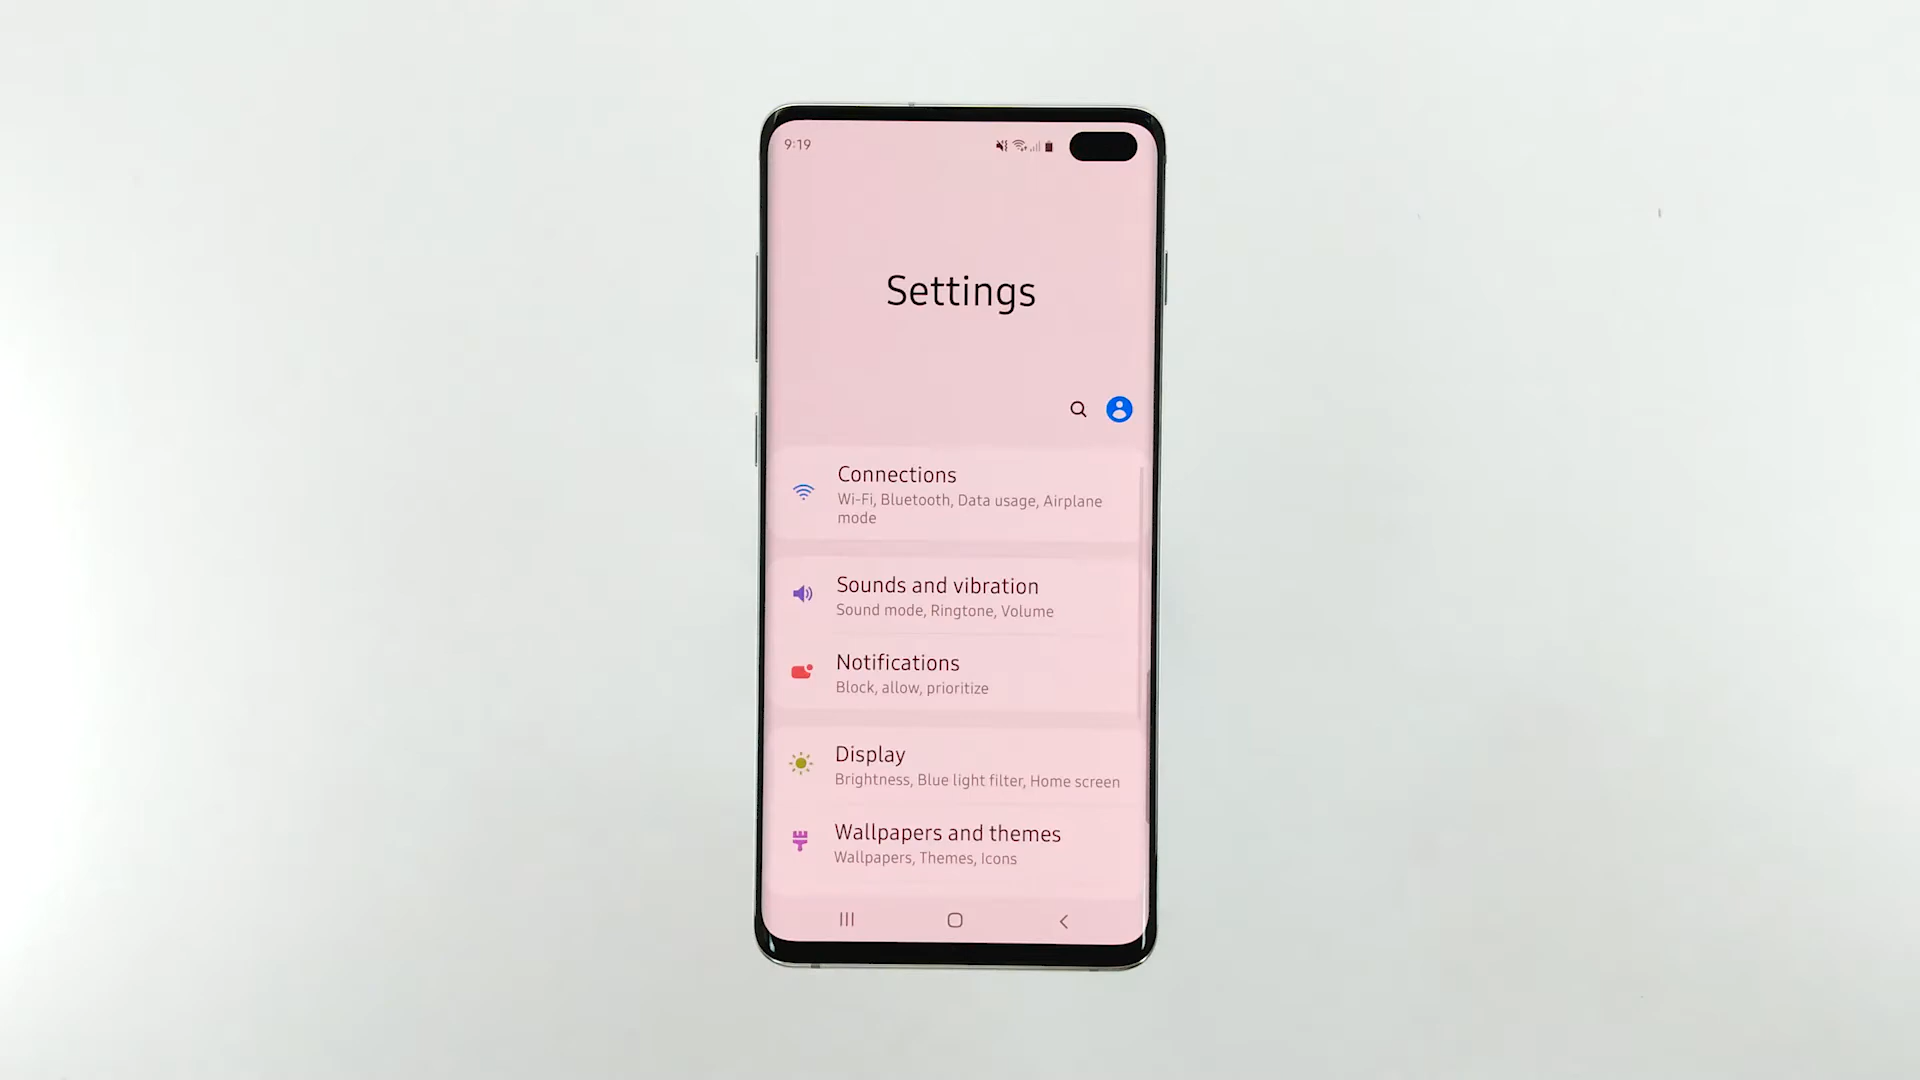 9:19
Settings
Connections
Wi-Fi, Bluetooth, Data usage, Airplane
mode
Sounds and vibration
Sound mode, Ringtone, Volume
Notifications
Block, allow, prioritize
Display
Brightness, Blue light filter, Home screen
Wallpapers and themes
Wallpapers, Themes, Icons